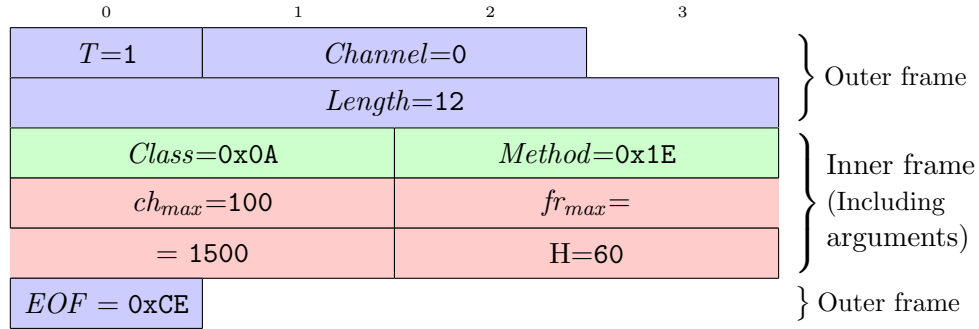 0 1 2 3
T=1 Channel=0
Length=12
Outer frame
Class=0x0A Method=0x1E
ch_max=100 fr_max=
= 1500 H=60
Inner frame
(Including
arguments)
EOF = 0xCE
Outer frame